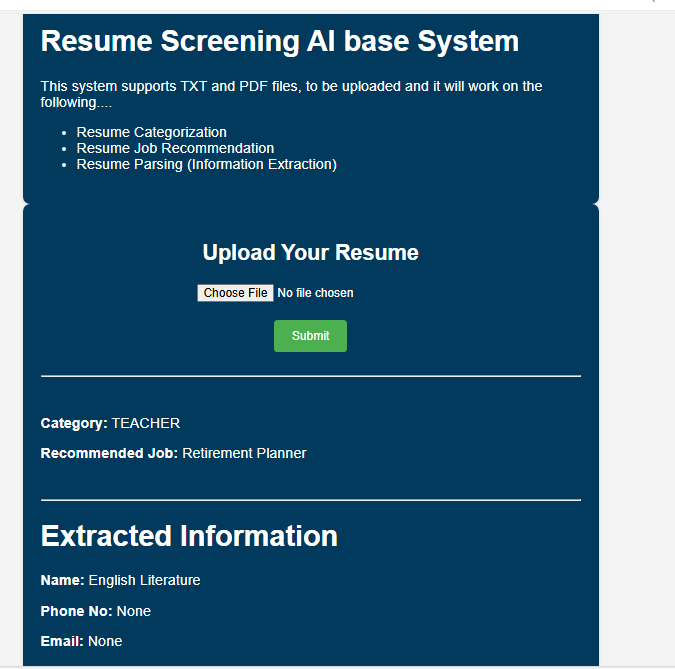 Resume Screening AI base System
This system supports TXT and PDF files, to be uploaded and it will work on the
following....
• Resume Categorization
• Resume Job Recommendation
• Resume Parsing (Information Extraction)
Upload Your Resume
Choose File No file chosen
Submit
Category: TEACHER
Recommended Job: Retirement Planner
Extracted Information
Name: English Literature
Phone No: None
Email: None